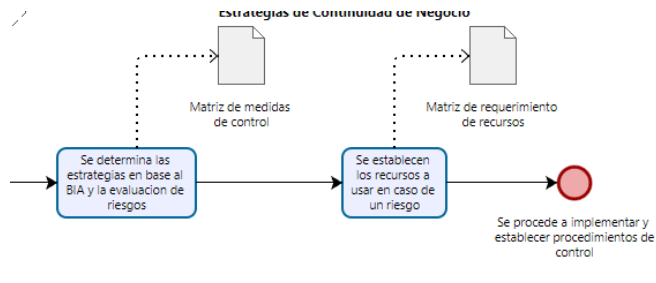 Estrategias de Continuidad de Negocio
Matriz de medidas
de control
Matriz de requerimiento
de recursos
Se determina las
estrategias en base al
BIA y la evaluacion de
riesgos
Se establecen
los recursos a
usar en caso de
un riesgo
Se procede a implementar y
establecer procedimientos de
control